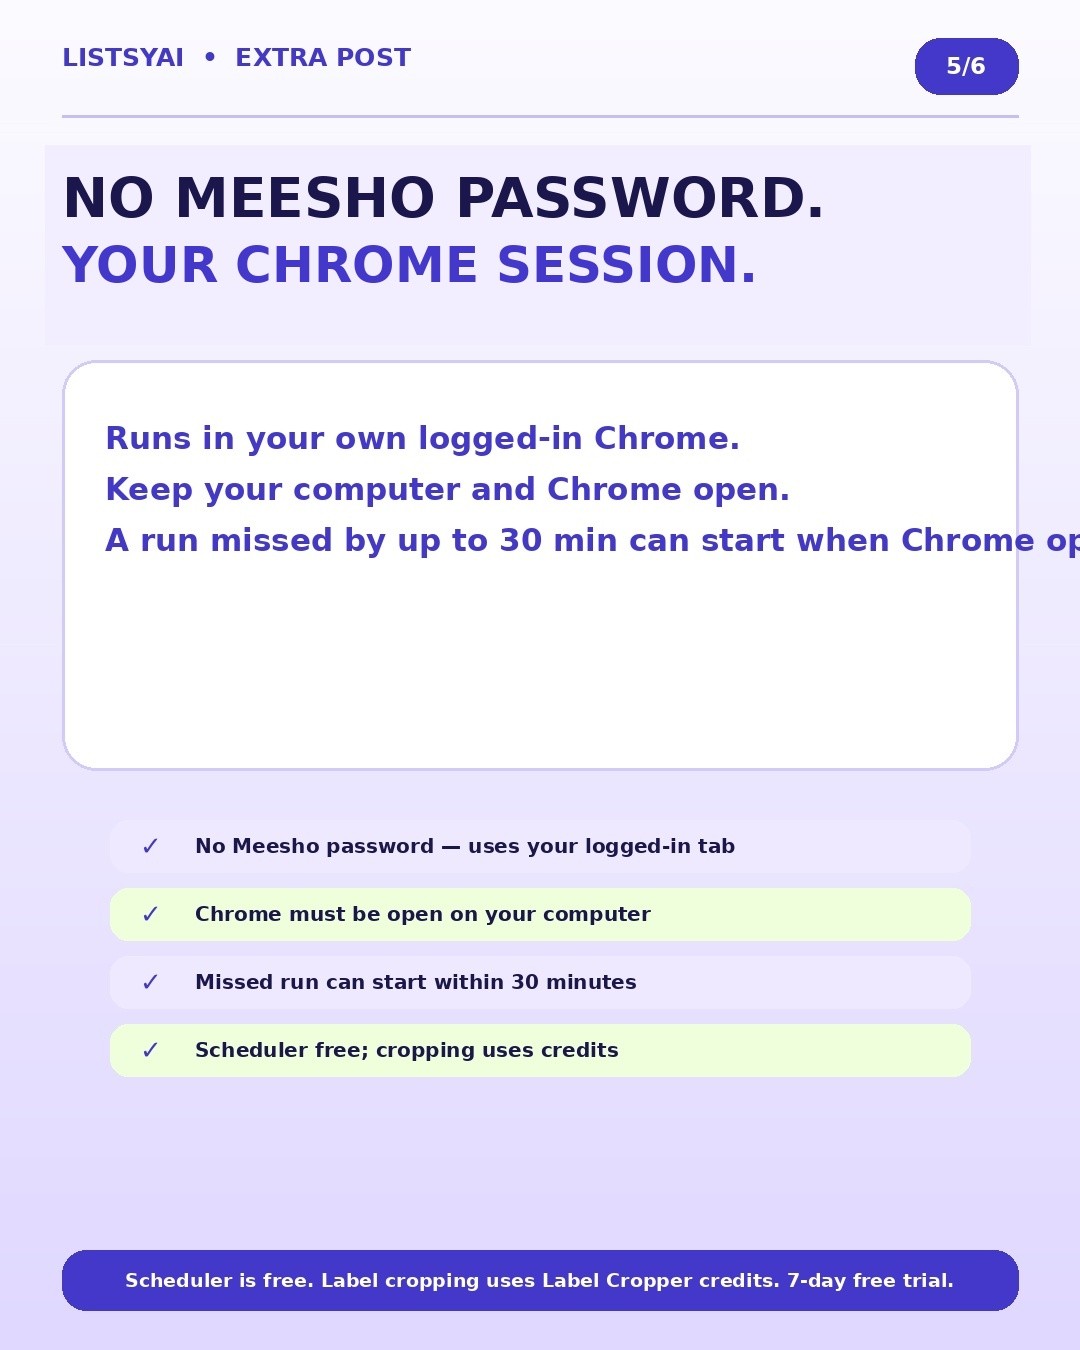 LISTSYAI • EXTRA POST
5/6
NO MEESHO PASSWORD.
YOUR CHROME SESSION.
Runs in your own logged-in Chrome.
Keep your computer and Chrome open.
A run missed by up to 30 min can start when Chrome
✓ No Meesho password — uses your logged-in tab
✓ Chrome must be open on your computer
✓ Missed run can start within 30 minutes
✓ Scheduler free; cropping uses credits
Scheduler is free. Label cropping uses Label Cropper credits. 7-day free trial.